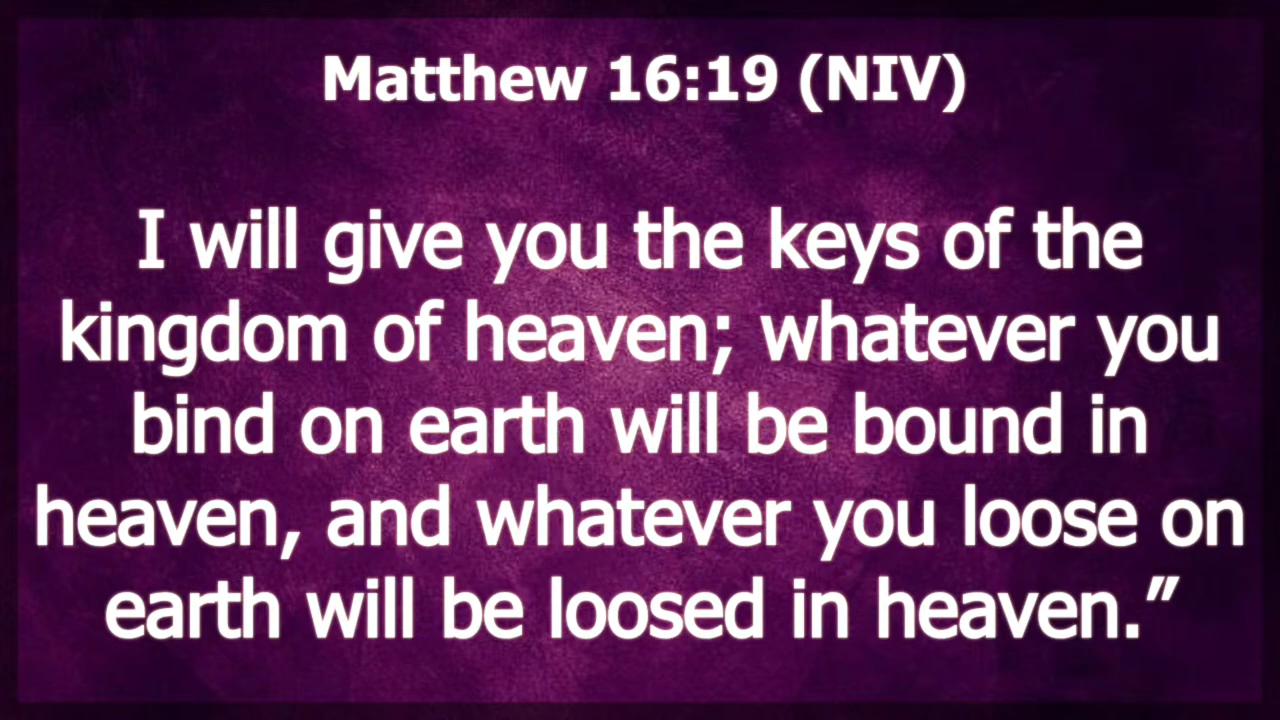 Matthew 16:19 (NIV)
I will give you the keys of the
kingdom of heaven; whatever you
bind on earth will be bound in
heaven, and whatever you loose on
earth will be loosed in heaven.”